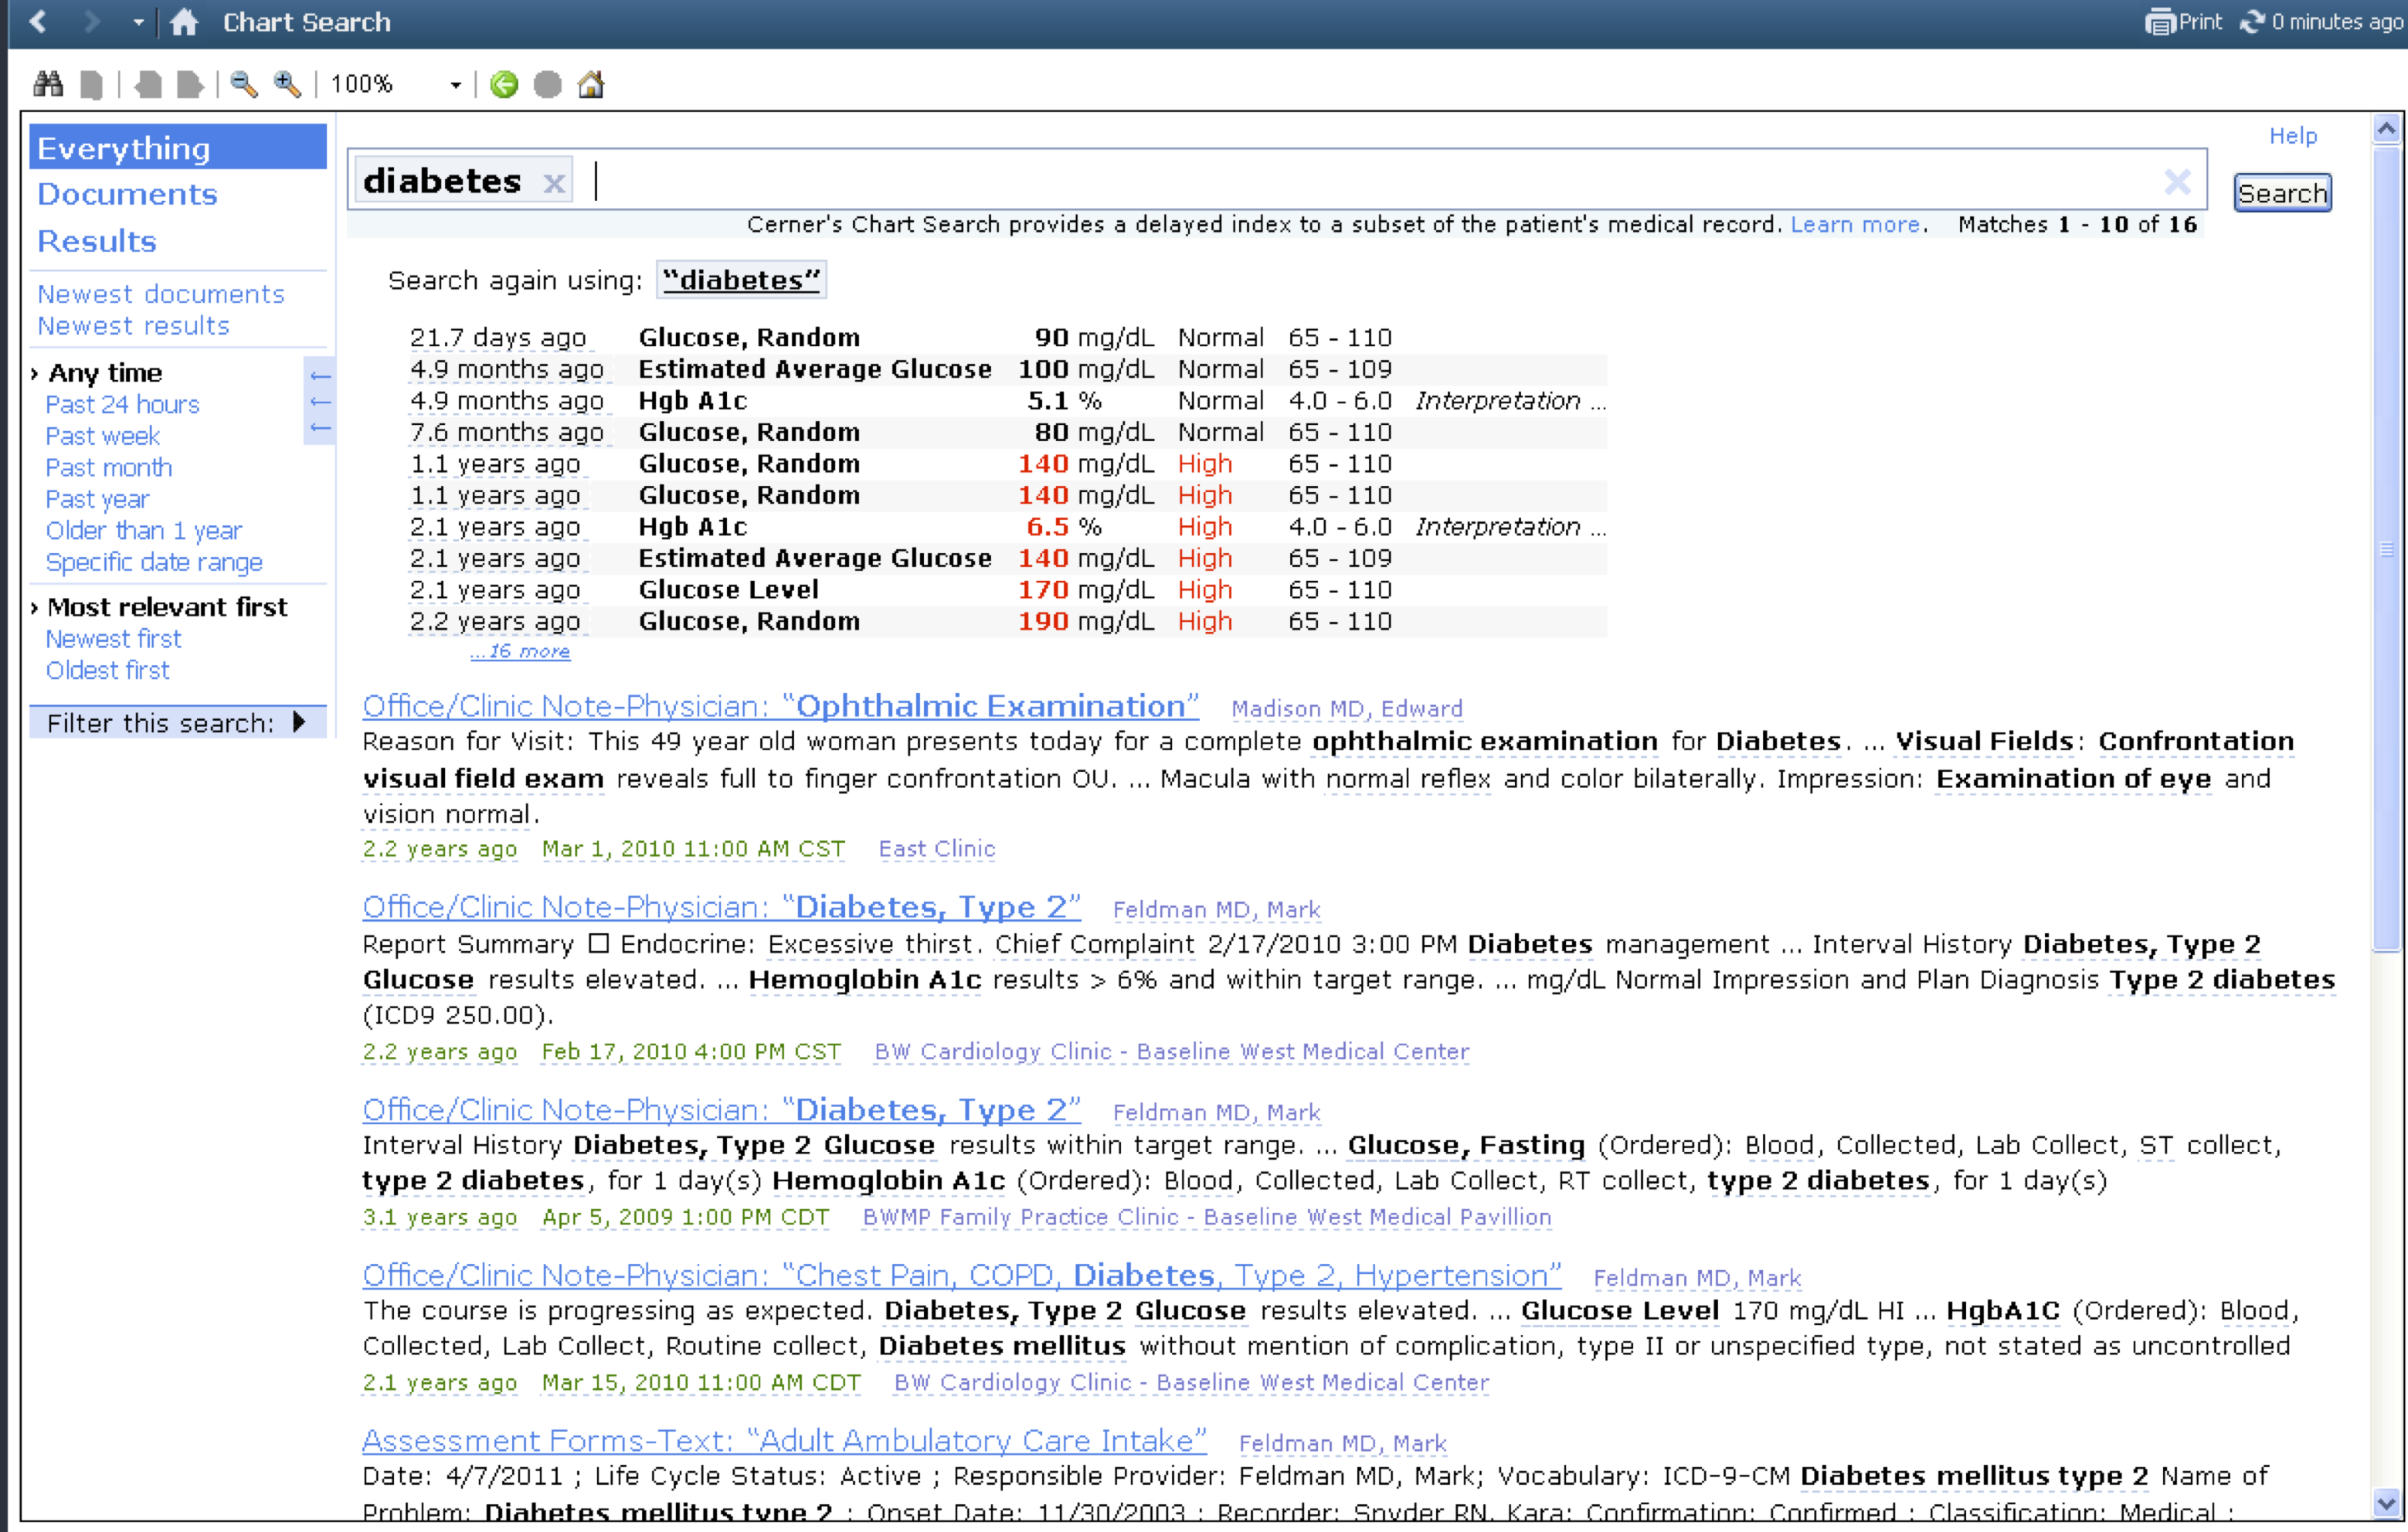 Chart Search
Print 0 minutes ago
100%
Everything
Documents
Results
Newest documents
Newest results
› Any time
Past 24 hours
Past week
Past month
Past year
Older than 1 year
Specific date range
› Most relevant first
Newest first
Oldest first
Filter this search:
Help
diabetes x
Search
Cerner's Chart Search provides a delayed index to a subset of the patient's medical record. Learn more. Matches 1 - 10 of 16
Search again using: "diabetes"
21.7 days ago Glucose, Random 90 mg/dL Normal 65 - 110
4.9 months ago Estimated Average Glucose 100 mg/dL Normal 65 - 109
4.9 months ago Hgb A1c 5.1 % Normal 4.0 - 6.0 Interpretation ...
7.6 months ago Glucose, Random 80 mg/dL Normal 65 - 110
1.1 years ago Glucose, Random 140 mg/dL High 65 - 110
1.1 years ago Glucose, Random 140 mg/dL High 65 - 110
2.1 years ago Hgb A1c 6.5 % High 4.0 - 6.0 Interpretation ...
2.1 years ago Estimated Average Glucose 140 mg/dL High 65 - 109
2.1 years ago Glucose Level 170 mg/dL High 65 - 110
2.2 years ago Glucose, Random 190 mg/dL High 65 - 110
...16 more
Office/Clinic Note-Physician: "Ophthalmic Examination" Madison MD, Edward
Reason for Visit: This 49 year old woman presents today for a complete ophthalmic examination for Diabetes. ... Visual Fields: Confrontation
visual field exam reveals full to finger confrontation OU. ... Macula with normal reflex and color bilaterally. Impression: Examination of eye and
vision normal.
2.2 years ago Mar 1, 2010 11:00 AM CST East Clinic
Office/Clinic Note-Physician: "Diabetes, Type 2" Feldman MD, Mark
Report Summary ☐ Endocrine: Excessive thirst. Chief Complaint 2/17/2010 3:00 PM Diabetes management ... Interval History Diabetes, Type 2
Glucose results elevated. ... Hemoglobin A1c results > 6% and within target range. ... mg/dL Normal Impression and Plan Diagnosis Type 2 diabetes
(ICD9 250.00).
2.2 years ago Feb 17, 2010 4:00 PM CST BW Cardiology Clinic - Baseline West Medical Center
Office/Clinic Note-Physician: "Diabetes, Type 2" Feldman MD, Mark
Interval History Diabetes, Type 2 Glucose results within target range. ... Glucose, Fasting (Ordered): Blood, Collected, Lab Collect, ST collect,
type 2 diabetes, for 1 day(s) Hemoglobin A1c (Ordered): Blood, Collected, Lab Collect, RT collect, type 2 diabetes, for 1 day(s)
3.1 years ago Apr 5, 2009 1:00 PM CDT BWMP Family Practice Clinic - Baseline West Medical Pavillion
Office/Clinic Note-Physician: "Chest Pain, COPD, Diabetes, Type 2, Hypertension" Feldman MD, Mark
The course is progressing as expected. Diabetes, Type 2 Glucose results elevated. ... Glucose Level 170 mg/dL HI ... HgbA1C (Ordered): Blood,
Collected, Lab Collect, Routine collect, Diabetes mellitus without mention of complication, type II or unspecified type, not stated as uncontrolled
2.1 years ago Mar 15, 2010 11:00 AM CDT BW Cardiology Clinic - Baseline West Medical Center
Assessment Forms-Text: "Adult Ambulatory Care Intake" Feldman MD, Mark
Date: 4/7/2011 ; Life Cycle Status: Active ; Responsible Provider: Feldman MD, Mark; Vocabulary: ICD-9-CM Diabetes mellitus type 2 Name of
Problem: Diabetes mellitus type 2 ; Onset Date: 11/30/2003 ; Recorder: Snyder RN, Kara; Confirmation: Confirmed ; Classification: Medical ;